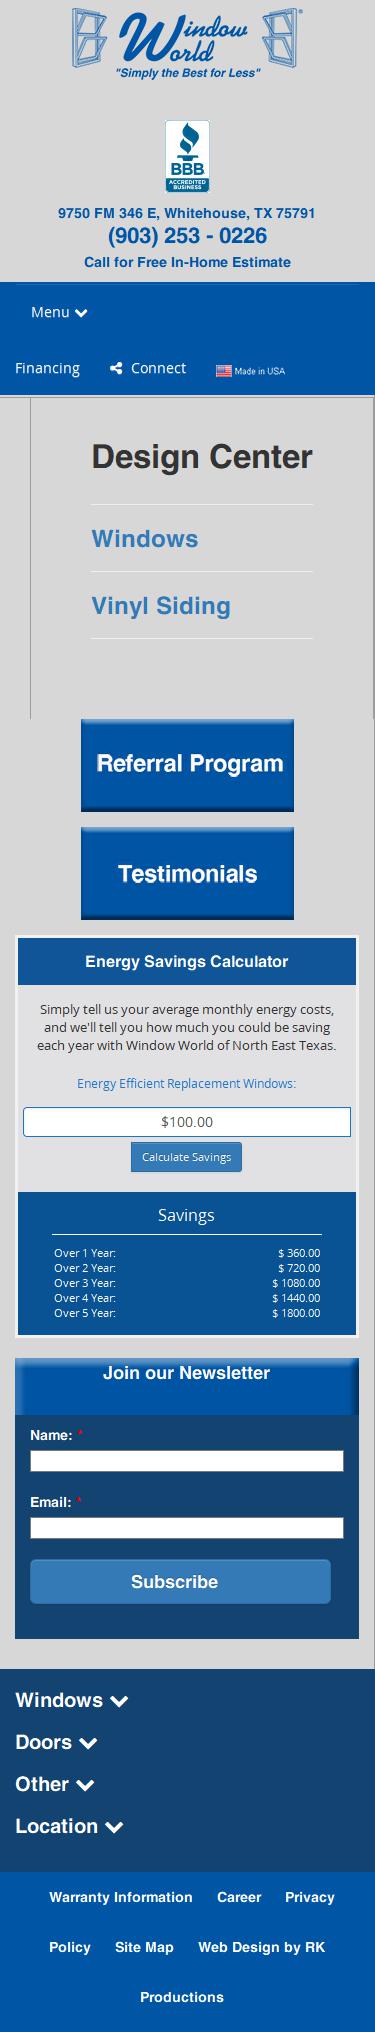 Window World
"Simply the Best for Less"
BBB
ACCREDITED
BUSINESS
9750 FM 346 E, Whitehouse, TX 75791
(903) 253 - 0226
Call for Free In-Home Estimate
Menu
Financing Connect Made in USA
Design Center
Windows
Vinyl Siding
Referral Program
Testimonials
Energy Savings Calculator
Simply tell us your average monthly energy costs,
and we'll tell you how much you could be saving
each year with Window World of North East Texas.
Energy Efficient Replacement Windows:
$100.00
Calculate Savings
Savings
Over 1 Year: $ 360.00
Over 2 Year: $ 720.00
Over 3 Year: $ 1080.00
Over 4 Year: $ 1440.00
Over 5 Year: $ 1800.00
Join our Newsletter
Name: *
Email: *
Subscribe
Windows
Doors
Other
Location
Warranty Information Career Privacy
Policy Site Map Web Design by RK
Productions